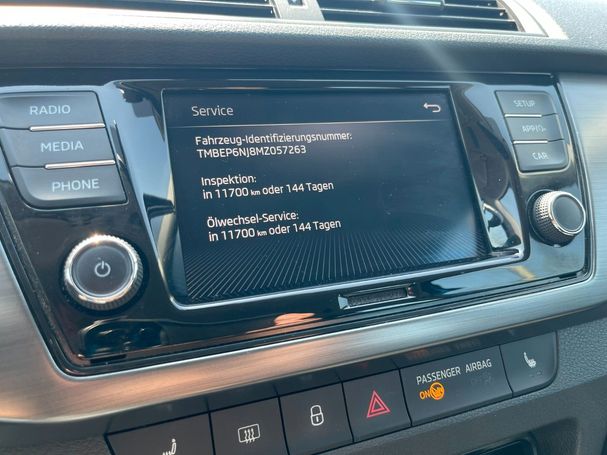 RADIO
MEDIA
PHONE
Service
Fahrzeug-Identifizierungsnummer:
TMBEP6NJ8MZ057263
Inspektion:
in 11700 km oder 144 Tagen
Ölwechsel-Service:
in 11700 km oder 144 Tagen
SETUP
CAR
PASSENGER AIRBAG
ON